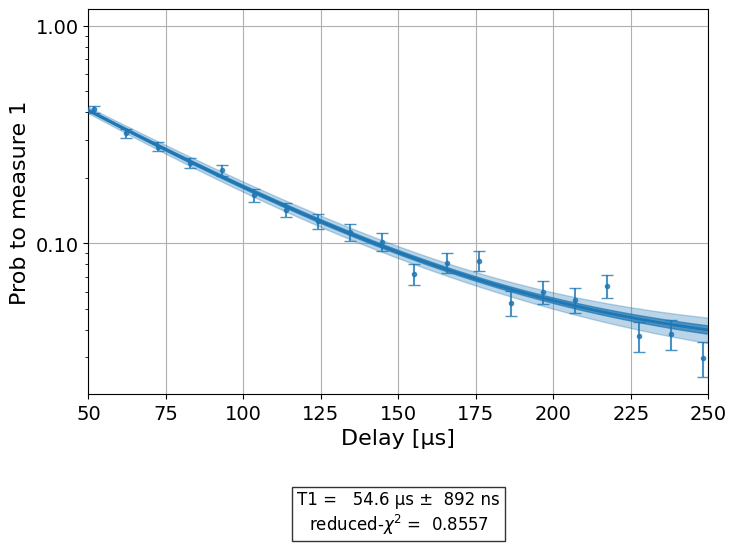 1.00
0.10
Prob to measure 1
50 75 100 125 150 175 200 225 250
Delay [μs]
T1 = 54.6 μs ± 892 ns
reduced-χ² = 0.8557